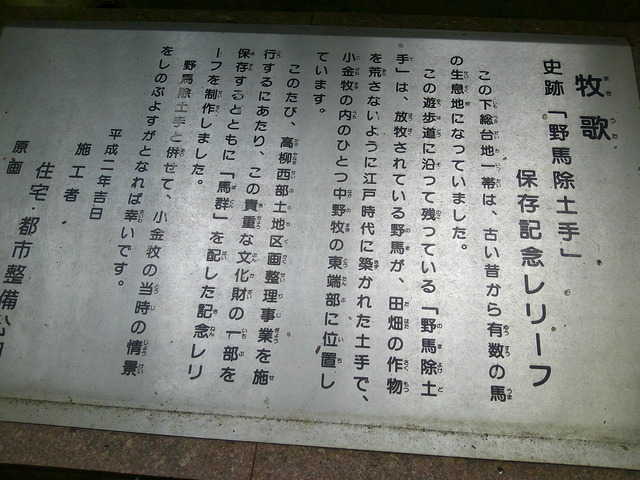 牧歌
史跡「野馬除土手」
保存記念レリーフ
この下総台地一帯は、古い昔から有数の馬
の生息地になっていました。
この遊歩道に沿って残っている「野馬除土
手」は、放牧されている野馬が、田畑の作物
を荒さないように江戸時代に築かれた土手で、
小金牧の内のひとつ中野牧の東端部に位置し
ています。
このたび、高柳西部土地区画整理事業を施
行するにあたり、この貴重な文化財の一部を
保存するとともに「馬群」を配した記念レリ
ーフを制作しました。
野馬除土手と併せて、小金牧の当時の情景
をしのぶよすがとなれば幸いです。
平成二年吉日
施工者
住宅・都市整備公団
原画